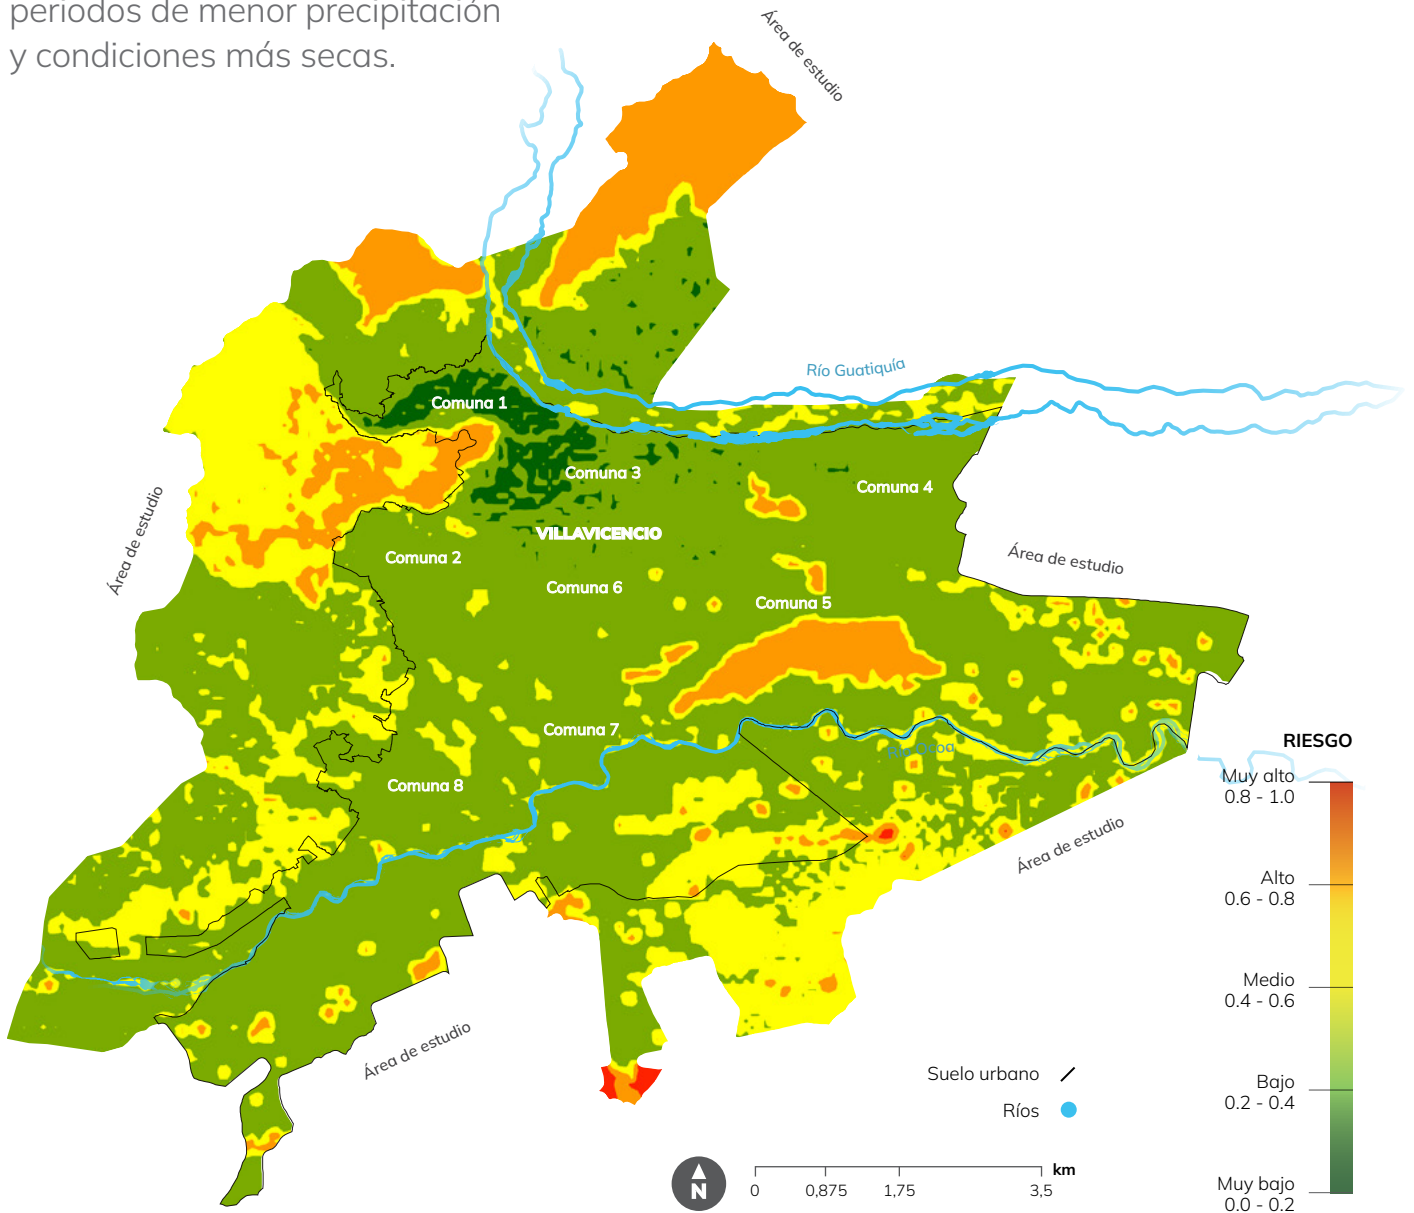 periodos de menor precipitación
y condiciones más secas.
Área de estudio
Río Guatiquía
Comuna 1
Comuna 3
Comuna 4
Área de estudio
VILLAVICENCIO
Comuna 2
Área de estudio
Comuna 6
Comuna 5
Comuna 7
Río Ocoa
Comuna 8
Área de estudio
Área de estudio
RIESGO
Muy alto
0.8 - 1.0
Alto
0.6 - 0.8
Medio
0.4 - 0.6
Bajo
0.2 - 0.4
Muy bajo
0.0 - 0.2
Suelo urbano
Ríos
N
km
0 0,875 1,75 3,5